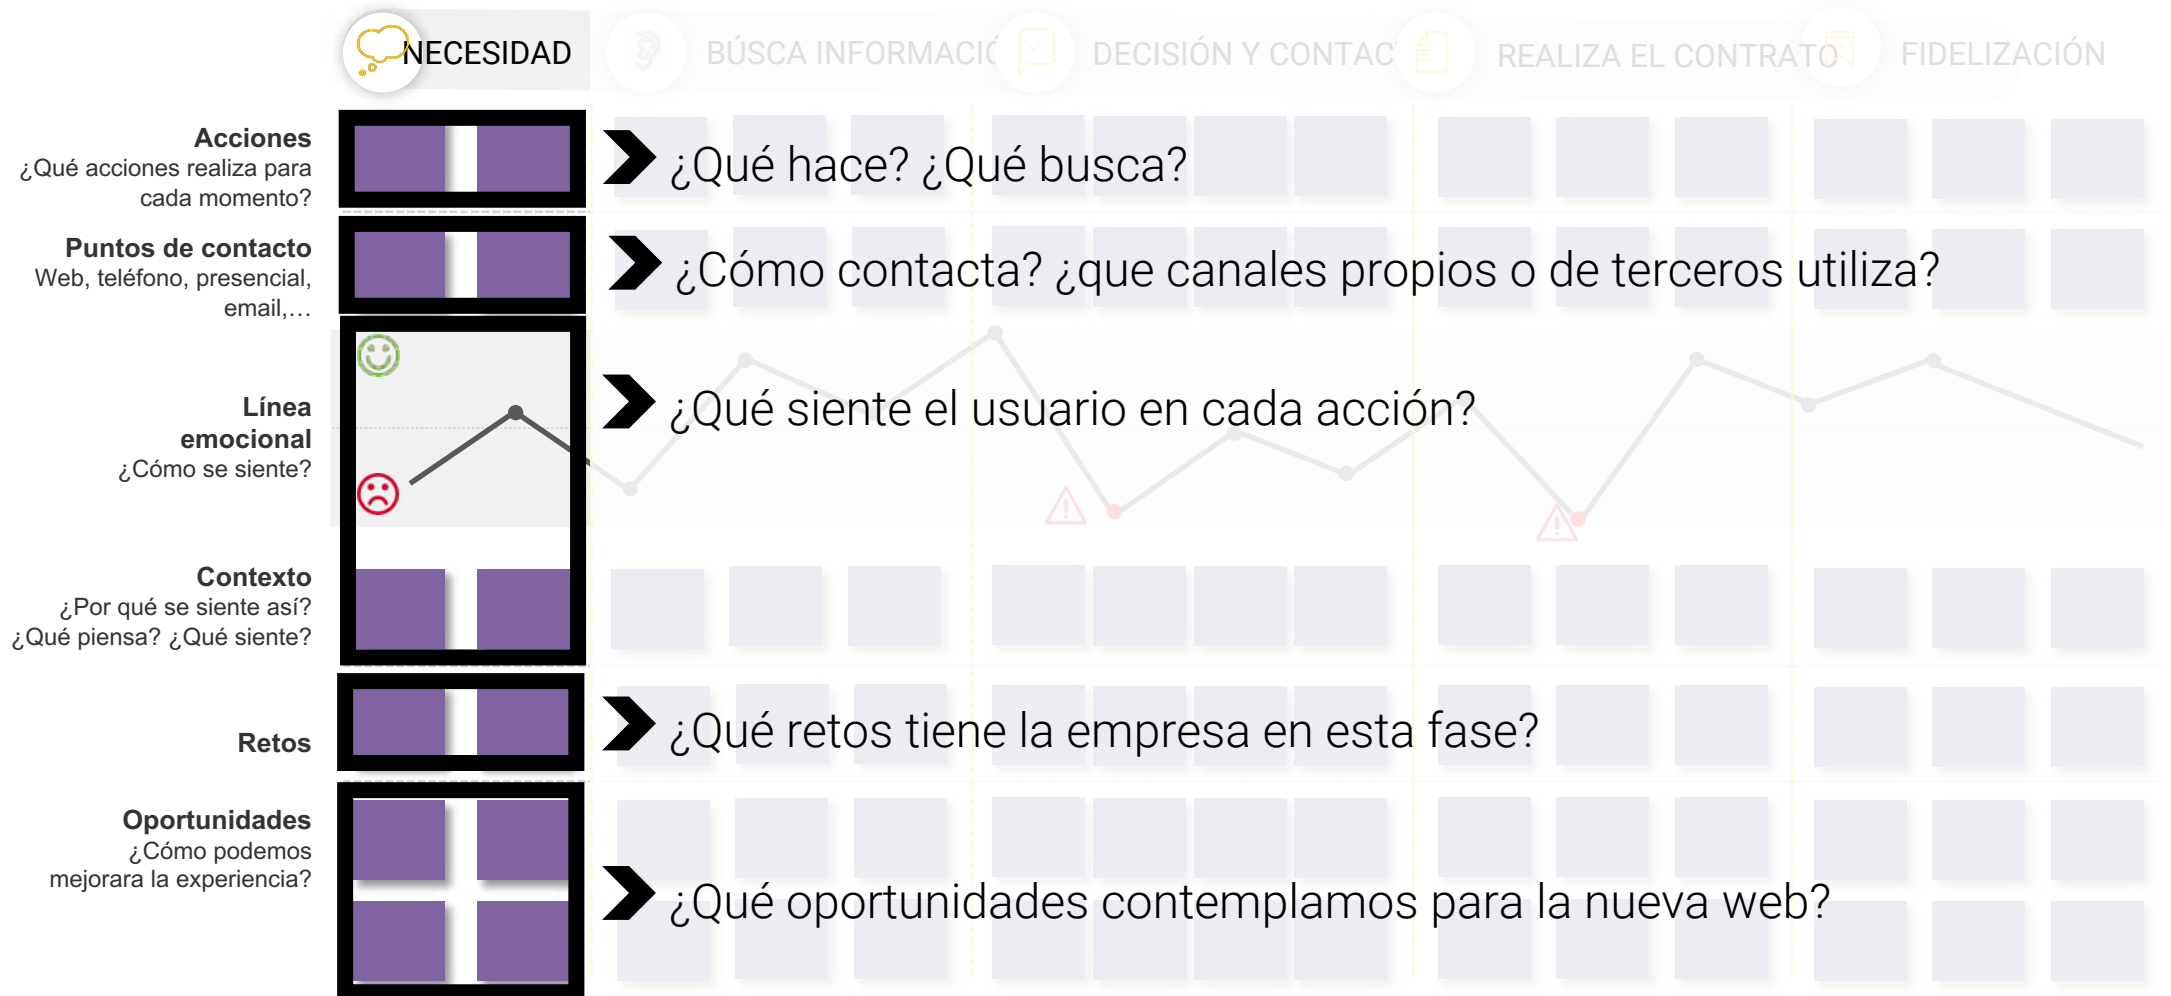 NECESIDAD
BÚSCA INFORMACIÓ
DECISIÓN Y CONTAC
REALIZA EL CONTRATO
FIDELIZACIÓN
Acciones
¿Qué acciones realiza para
cada momento?
¿Qué hace? ¿Qué busca?
Puntos de contacto
Web, teléfono, presencial,
email,…
¿Cómo contacta? ¿que canales propios o de terceros utiliza?
Línea
emocional
¿Cómo se siente?
¿Qué siente el usuario en cada acción?
Contexto
¿Por qué se siente así?
¿Qué piensa? ¿Qué siente?
Retos
¿Qué retos tiene la empresa en esta fase?
Oportunidades
¿Cómo podemos
mejorara la experiencia?
¿Qué oportunidades contemplamos para la nueva web?